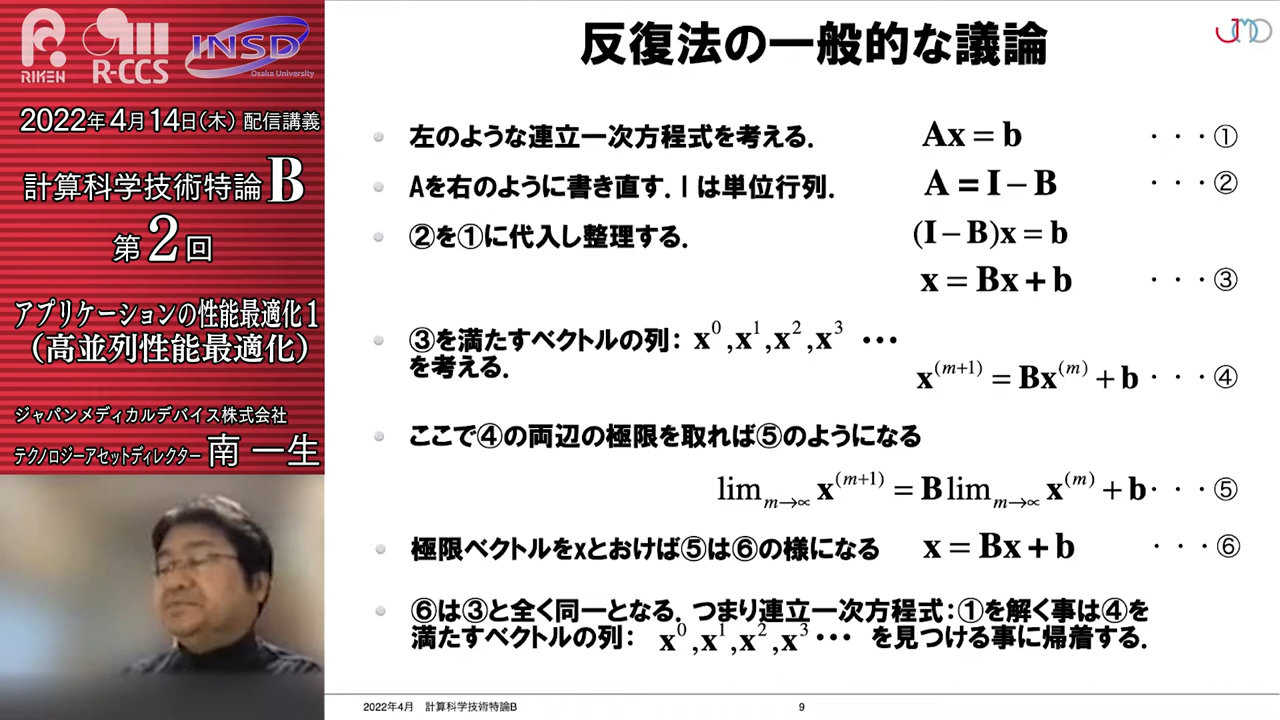 RIKEN
R-CCS
INSD
Osaka University
2022年4月14日(木) 配信講義
計算科学技術特論B
第2回
アプリケーションの性能最適化1
(高並列性能最適化)
ジャパンメディカルデバイス株式会社
テクノロジーアセットディレクター 南 一生
反復法の一般的な議論
JMD
• 左のような連立一次方程式を考える. Ax = b ・・・①
• Aを右のように書き直す. I は単位行列. A = I − B ・・・②
• ②を①に代入し整理する. (I − B)x = b
x = Bx + b ・・・③
• ③を満たすベクトルの列: x⁰,x¹,x²,x³ •••
を考える.
x^(m+1) = Bx^(m) + b ・・・④
• ここで④の両辺の極限を取れば⑤のようになる
lim_{m→∝} x^(m+1) = B lim_{m→∝} x^(m) + b・・・⑤
• 極限ベクトルをxとおけば⑤は⑥の様になる x = Bx + b ・・・⑥
• ⑥は③と全く同一となる. つまり連立一次方程式:①を解く事は④を
満たすベクトルの列: x⁰,x¹,x²,x³ ••• を見つける事に帰着する.
2022年4月 計算科学技術特論B
9